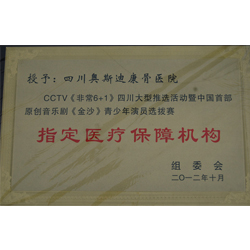 授予：四川奥斯迪康骨医院
CCTV《非常6+1》四川大型推选活动暨中国首部
原创音乐剧《金沙》青少年演员选拔赛
指定医疗保障机构
组委会
二〇一二年十月